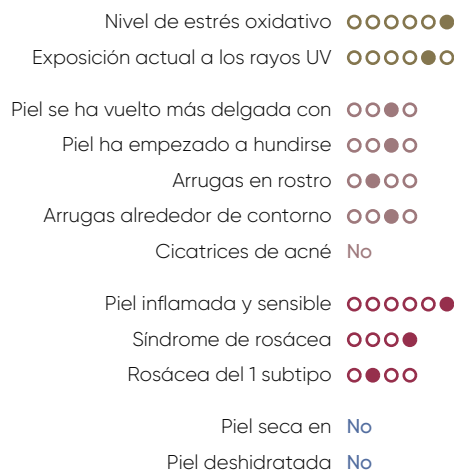 Nivel de estrés oxidativo
Exposición actual a los rayos UV
Piel se ha vuelto más delgada con
Piel ha empezado a hundirse
Arrugas en rostro
Arrugas alrededor de contorno
Cicatrices de acné No
Piel inflamada y sensible
Síndrome de rosácea
Rosácea del 1 subtipo
Piel seca en No
Piel deshidratada No